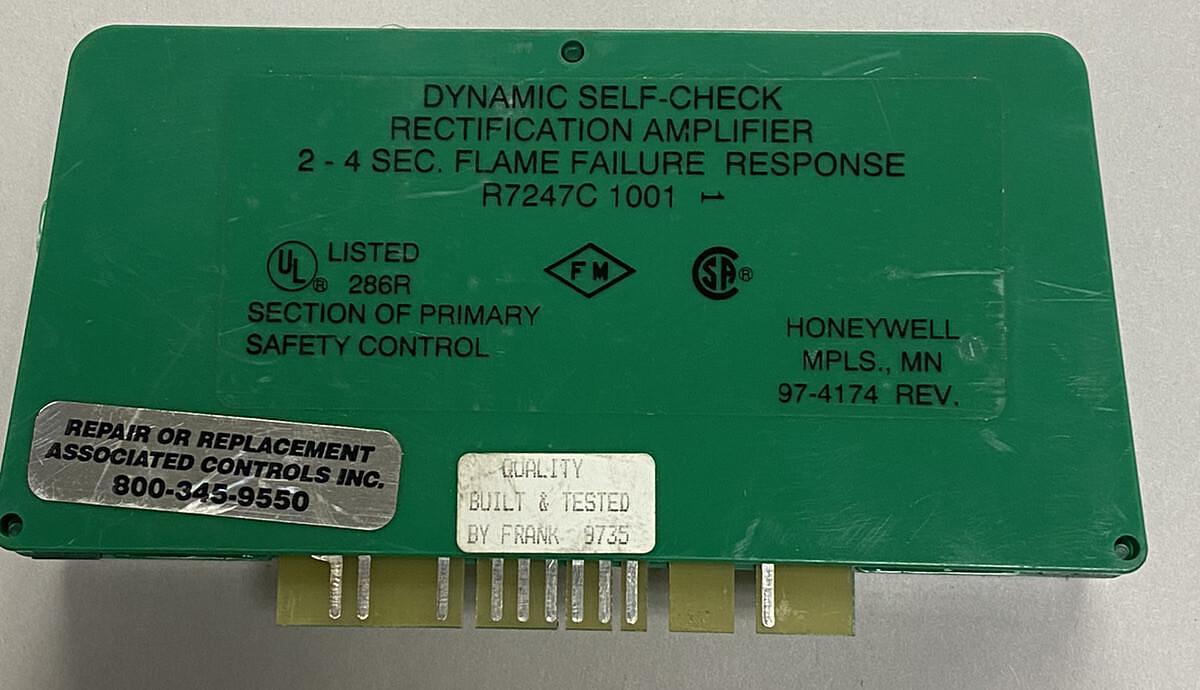 DYNAMIC SELF-CHECK
RECTIFICATION AMPLIFIER
2 - 4 SEC. FLAME FAILURE RESPONSE
R7247C 1001 1
UL ® LISTED
286R
SECTION OF PRIMARY
SAFETY CONTROL
FM
SA ®
HONEYWELL
MPLS., MN
97-4174 REV.
REPAIR OR REPLACEMENT
ASSOCIATED CONTROLS INC.
800-345-9550
QUALITY
BUILT & TESTED
BY FRANK 9735